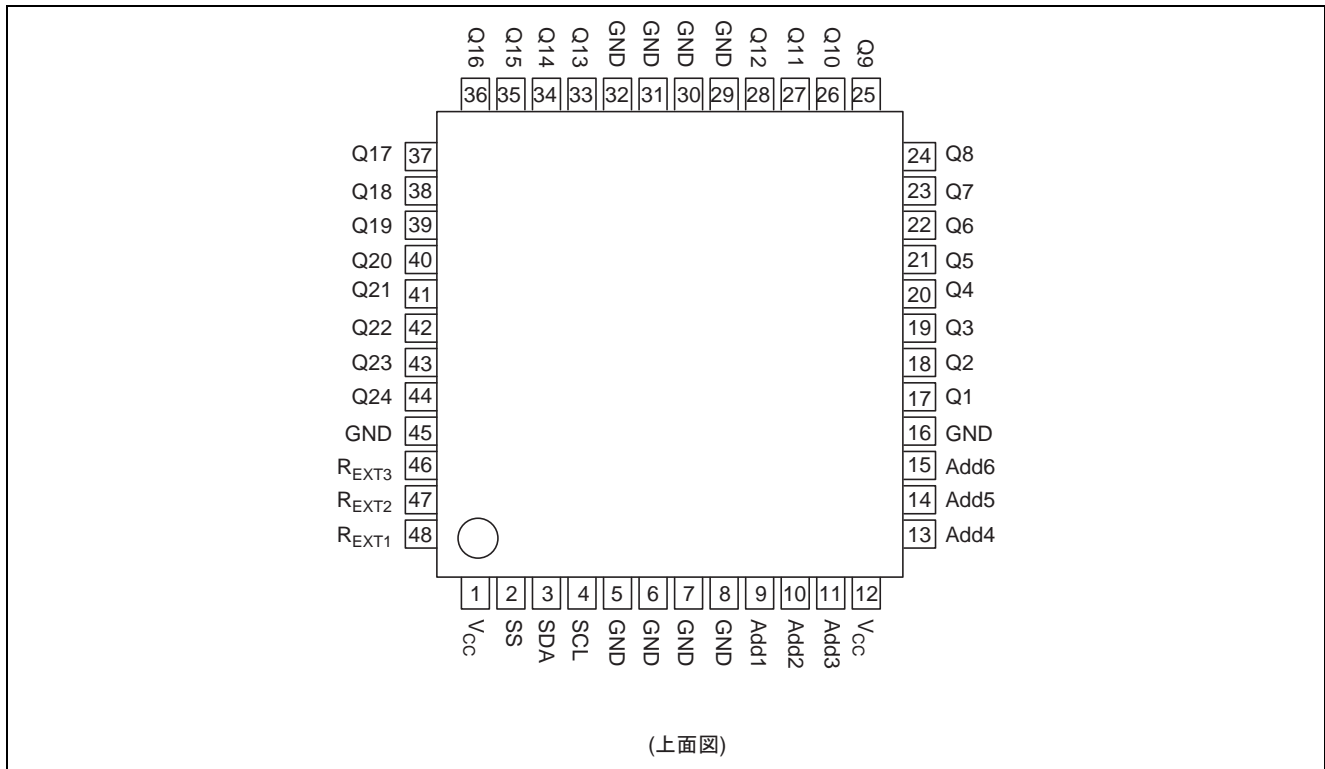 Q16 Q15 Q14 Q13 GND GND GND GND Q12 Q11 Q10 Q9
36 35 34 33 32 31 30 29 28 27 26 25
Q17 37 24 Q8
Q18 38 23 Q7
Q19 39 22 Q6
Q20 40 21 Q5
Q21 41 20 Q4
Q22 42 19 Q3
Q23 43 18 Q2
Q24 44 17 Q1
GND 45 16 GND
REXT3 46 15 Add6
REXT2 47 14 Add5
REXT1 48 13 Add4
1 2 3 4 5 6 7 8 9 10 11 12
VCC SS SDA SCL GND GND GND GND Add1 Add2 Add3 VCC
(上面図)